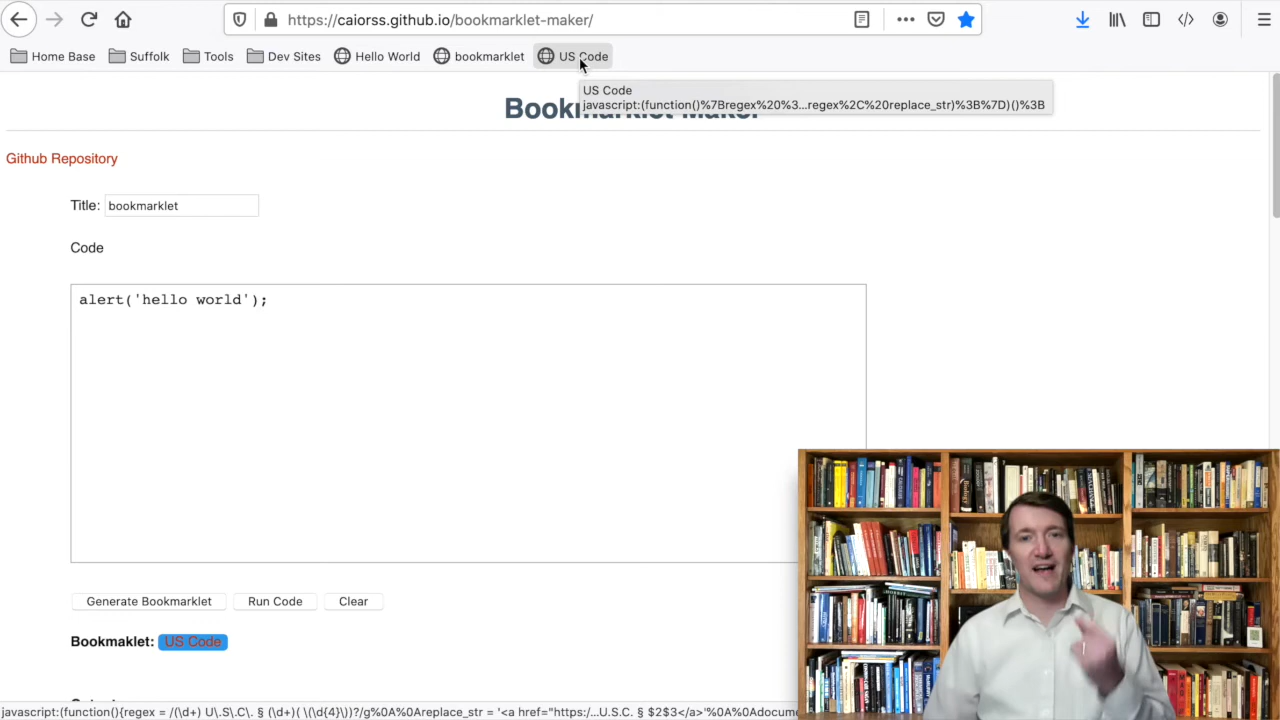 https://caiorss.github.io/bookmarklet-maker/
Home Base Suffolk Tools Dev Sites Hello World bookmarklet US Code
US Code
javascript:(function()%7Bregex%20%3...regex%2C%20replace_str)%3B%7D)()%3B
Bookmarklet Maker
Github Repository
Title: bookmarklet
Code
alert('hello world');
Generate Bookmarklet Run Code Clear
Bookmaklet: US Code
javascript:(function(){regex = /(\d+) U\.S\.C\. § (\d+)( \(\d{4}\))?/g%0A%0Areplace_str = '<a href="https:/...U.S.C. § $2$3</a>'%0A%0Adocume